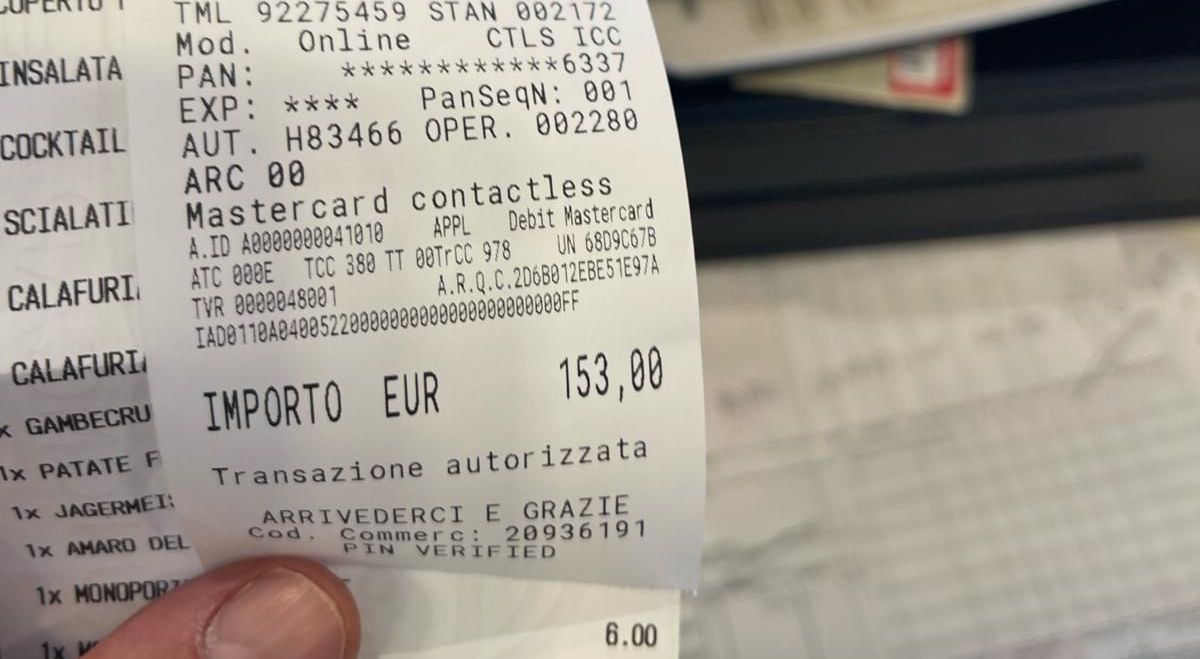 COPERTO 1
INSALATA
COCKTAIL
SCIALATI
CALAFURI
CALAFURI
x GAMBECRU
1x PATATE F
1x JAGERMEI
1x AMARO DEL
1x MONOPOR
1x
6.00
TML 92275459 STAN 002172
Mod. Online CTLS ICC
PAN: ************6337
EXP: **** PanSeqN: 001
AUT. H83466 OPER. 002280
ARC 00
Mastercard contactless
A.ID A0000000041010 APPL Debit Mastercard
ATC 000E TCC 380 TT 00TrCC 978 UN 68D9C67B
TVR 0000048001 A.R.Q.C.2D6B012EBE51E97A
IMPORTO EUR 153,00
Transazione autorizzata
ARRIVEDERCI E GRAZIE
Cod. Commerc: 20936191
PIN VERIFIED